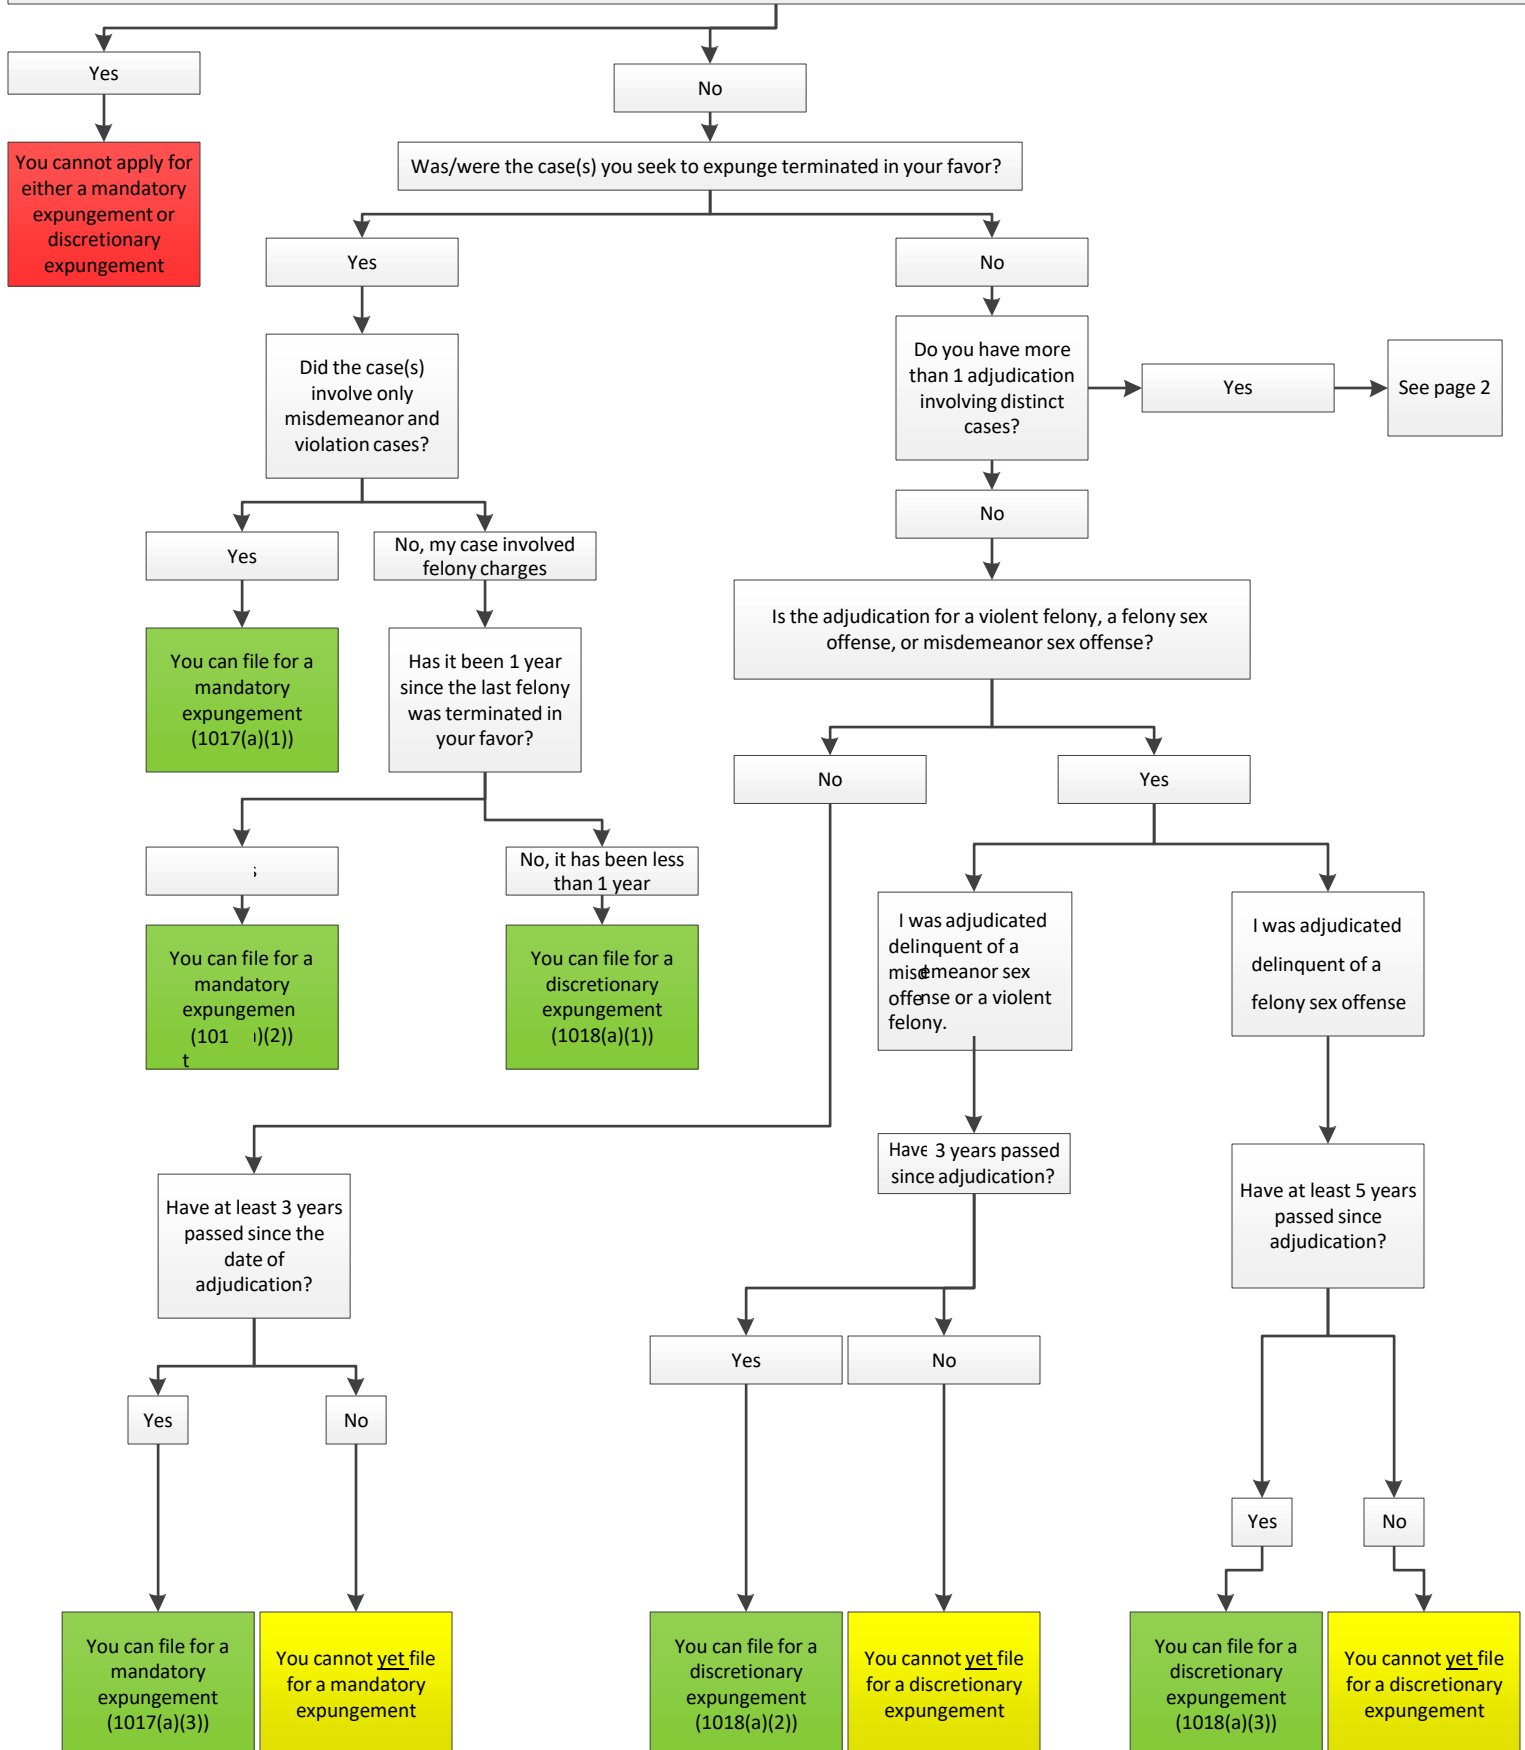 Yes
No
You cannot apply for
either a mandatory
expungement or
discretionary
expungement
Was/were the case(s) you seek to expunge terminated in your favor?
Yes
No
Did the case(s)
involve only
misdemeanor and
violation cases?
Do you have more
than 1 adjudication
involving distinct
cases?
Yes
See page 2
No
Yes
No, my case involved
felony charges
Is the adjudication for a violent felony, a felony sex
offense, or misdemeanor sex offense?
You can file for a
mandatory
expungement
(1017(a)(1))
Has it been 1 year
since the last felony
was terminated in
your favor?
No
Yes
No, it has been less
than 1 year
You can file for a
mandatory
expungemen
(101 )(2))
t
You can file for a
discretionary
expungement
(1018(a)(1))
I was adjudicated
delinquent of a
misdemeanor sex
offense or a violent
felony.
I was adjudicated
delinquent of a
felony sex offense
Have 3 years passed
since adjudication?
Have at least 3 years
passed since the
date of
adjudication?
Have at least 5 years
passed since
adjudication?
Yes
No
Yes
No
Yes
No
You can file for a
mandatory
expungement
(1017(a)(3))
You cannot yet file
for a mandatory
expungement
You can file for a
discretionary
expungement
(1018(a)(2))
You cannot yet file
for a discretionary
expungement
You can file for a
discretionary
expungement
(1018(a)(3))
You cannot yet file
for a discretionary
expungement